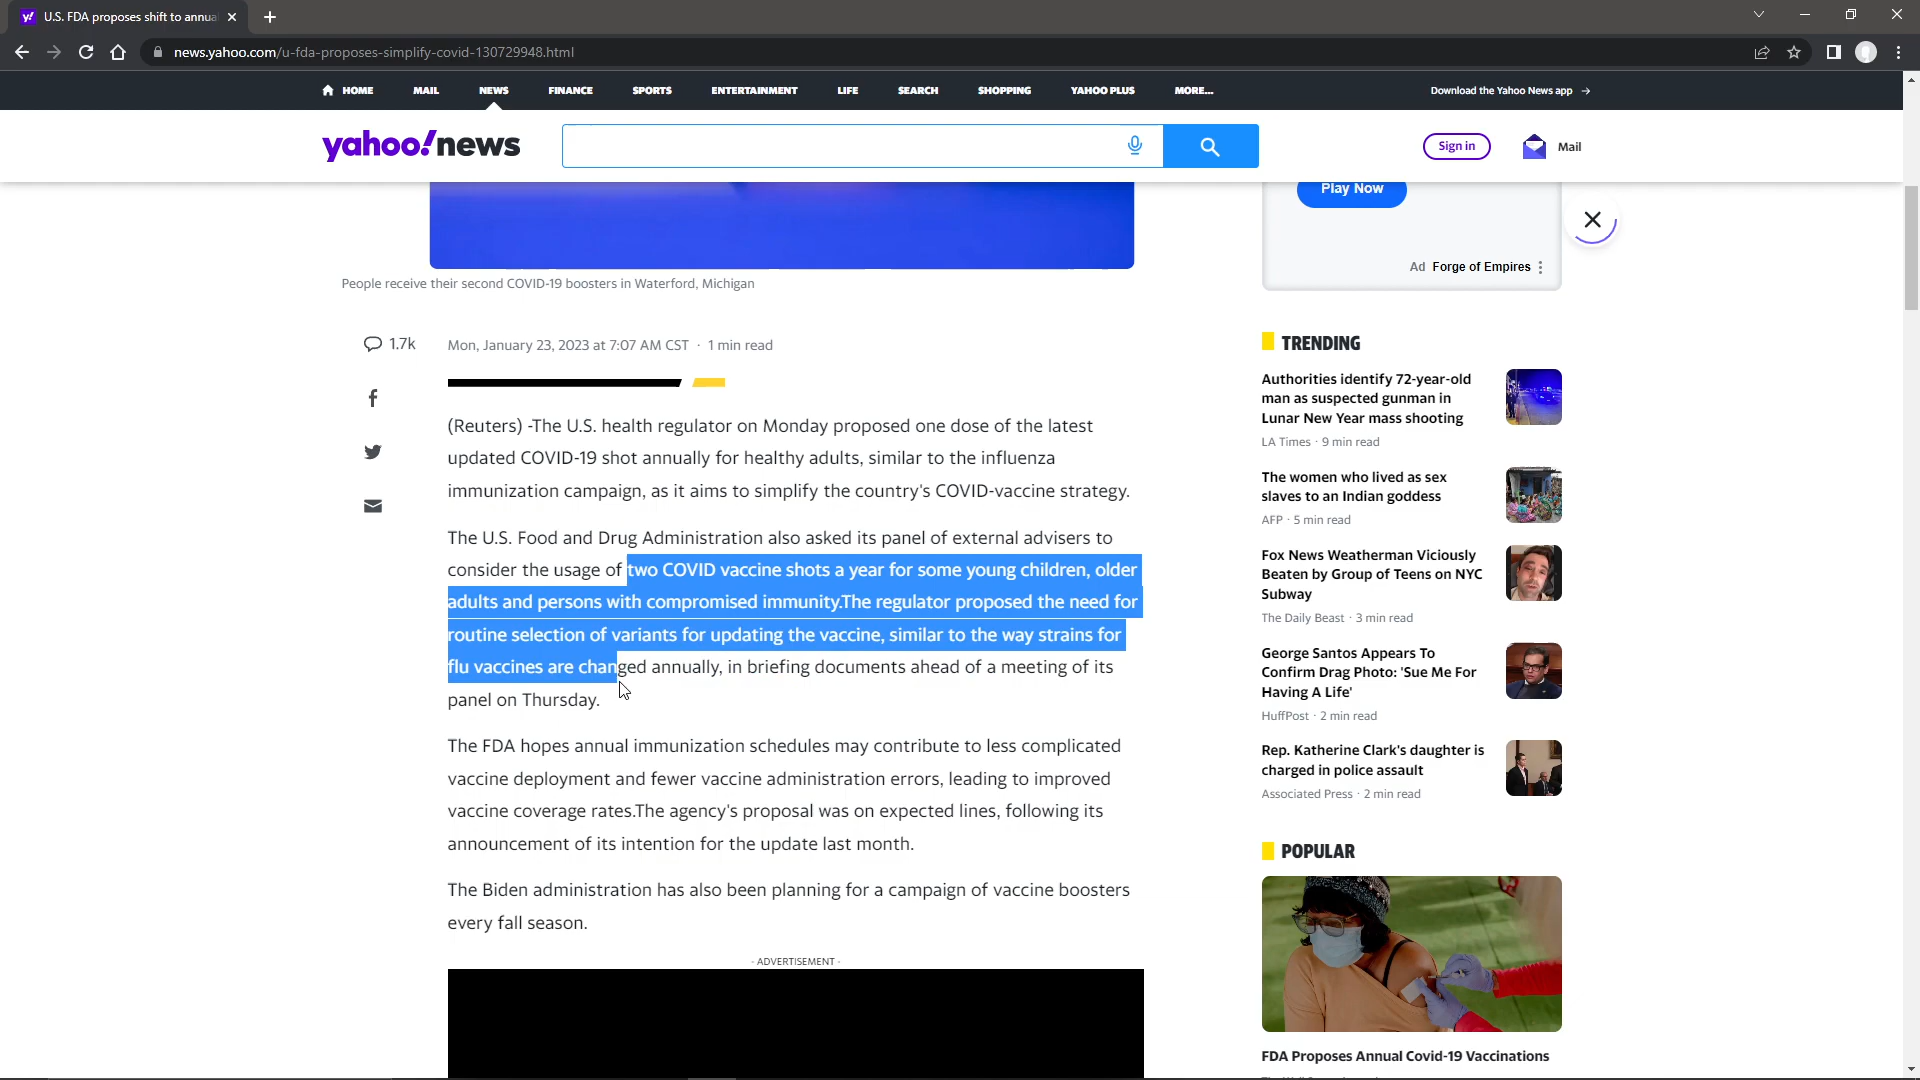 U.S. FDA proposes shift to annua
news.yahoo.com/u-fda-proposes-simplify-covid-130729948.html
HOME MAIL NEWS FINANCE SPORTS ENTERTAINMENT LIFE SEARCH SHOPPING YAHOO PLUS MORE... Download the Yahoo News app →
yahoo!news
Sign in
Mail
Play Now
Ad Forge of Empires
People receive their second COVID-19 boosters in Waterford, Michigan
1.7k
Mon, January 23, 2023 at 7:07 AM CST · 1 min read
(Reuters) -The U.S. health regulator on Monday proposed one dose of the latest
updated COVID-19 shot annually for healthy adults, similar to the influenza
immunization campaign, as it aims to simplify the country's COVID-vaccine strategy.
The U.S. Food and Drug Administration also asked its panel of external advisers to
consider the usage of two COVID vaccine shots a year for some young children, older
adults and persons with compromised immunity.The regulator proposed the need for
routine selection of variants for updating the vaccine, similar to the way strains for
flu vaccines are changed annually, in briefing documents ahead of a meeting of its
panel on Thursday.
The FDA hopes annual immunization schedules may contribute to less complicated
vaccine deployment and fewer vaccine administration errors, leading to improved
vaccine coverage rates.The agency's proposal was on expected lines, following its
announcement of its intention for the update last month.
The Biden administration has also been planning for a campaign of vaccine boosters
every fall season.
- ADVERTISEMENT -
TRENDING
Authorities identify 72-year-old
man as suspected gunman in
Lunar New Year mass shooting
LA Times · 9 min read
The women who lived as sex
slaves to an Indian goddess
AFP · 5 min read
Fox News Weatherman Viciously
Beaten by Group of Teens on NYC
Subway
The Daily Beast · 3 min read
George Santos Appears To
Confirm Drag Photo: 'Sue Me For
Having A Life'
HuffPost · 2 min read
Rep. Katherine Clark's daughter is
charged in police assault
Associated Press · 2 min read
POPULAR
FDA Proposes Annual Covid-19 Vaccinations